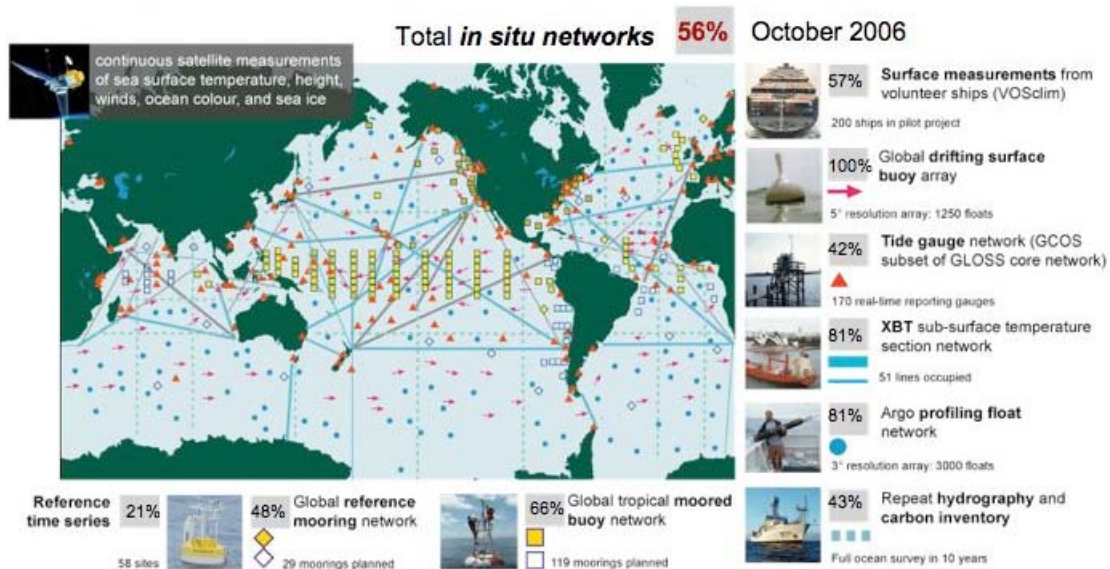 Total in situ networks 56% October 2006
continuous satellite measurements
of sea surface temperature, height,
winds, ocean colour, and sea ice
57% Surface measurements from
volunteer ships (VOSclim)
200 ships in pilot project
100% Global drifting surface
buoy array
5° resolution array: 1250 floats
42% Tide gauge network (GCOS
subset of GLOSS core network)
170 real-time reporting gauges
81% XBT sub-surface temperature
section network
51 lines occupied
81% Argo profiling float
network
3° resolution array: 3000 floats
43% Repeat hydrography and
carbon inventory
Full ocean survey in 10 years
Reference
time series 21%
58 sites
48% Global reference
mooring network
29 moorings planned
66% Global tropical moored
buoy network
119 moorings planned